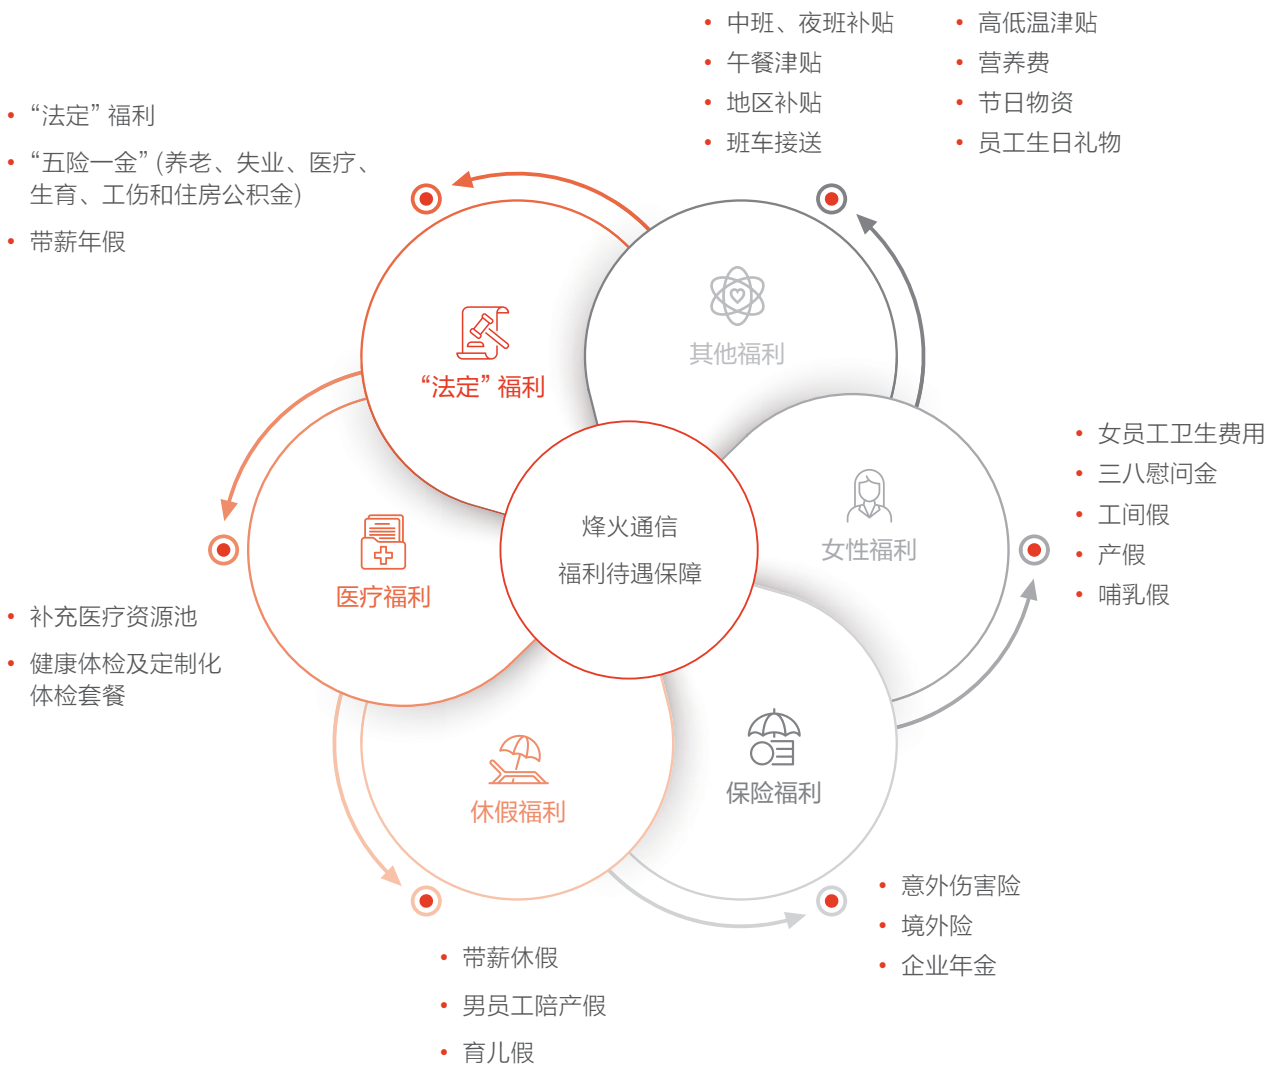 中班、夜班补贴
午餐津贴
地区补贴
班车接送
高低温津贴
营养费
节日物资
员工生日礼物
“法定” 福利
“五险一金” (养老、失业、医疗、
生育、工伤和住房公积金)
带薪年假
其他福利
“法定” 福利
女员工卫生费用
三八慰问金
工间假
产假
哺乳假
女性福利
烽火通信
福利待遇保障
医疗福利
补充医疗资源池
健康体检及定制化
体检套餐
保险福利
休假福利
意外伤害险
境外险
企业年金
带薪休假
男员工陪产假
育儿假